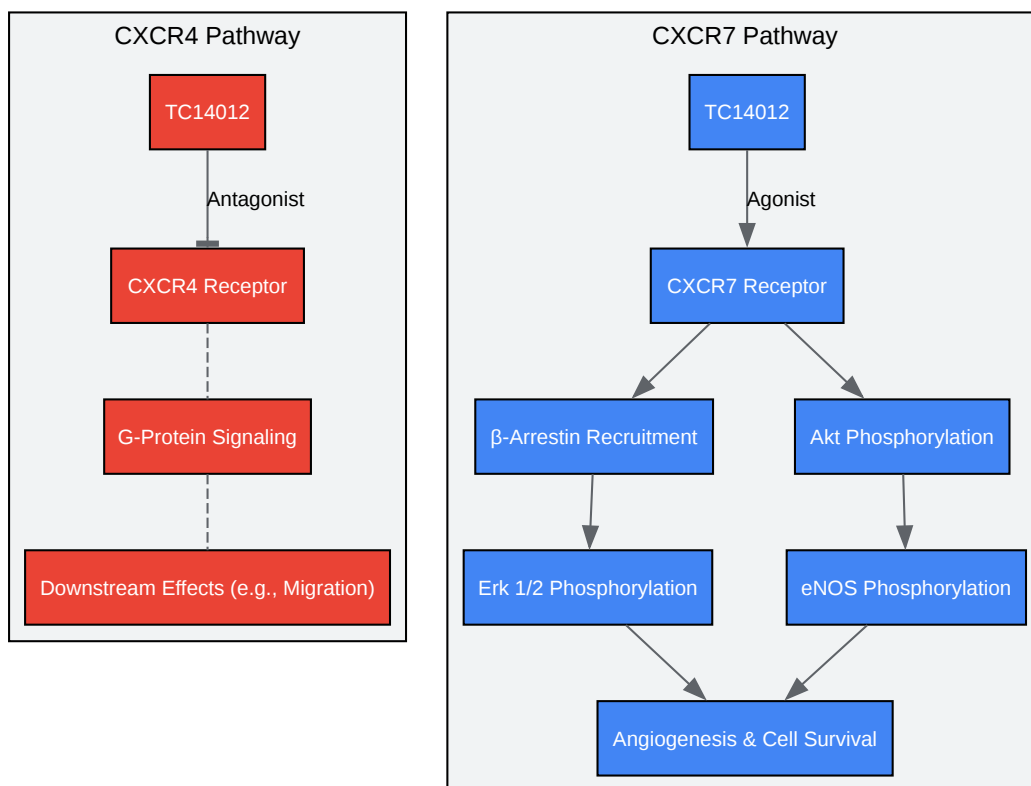 CXCR4 Pathway
TC14012
Antagonist
CXCR4 Receptor
G-Protein Signaling
Downstream Effects (e.g., Migration)
CXCR7 Pathway
TC14012
Agonist
CXCR7 Receptor
β-Arrestin Recruitment
Akt Phosphorylation
Erk 1/2 Phosphorylation
eNOS Phosphorylation
Angiogenesis & Cell Survival